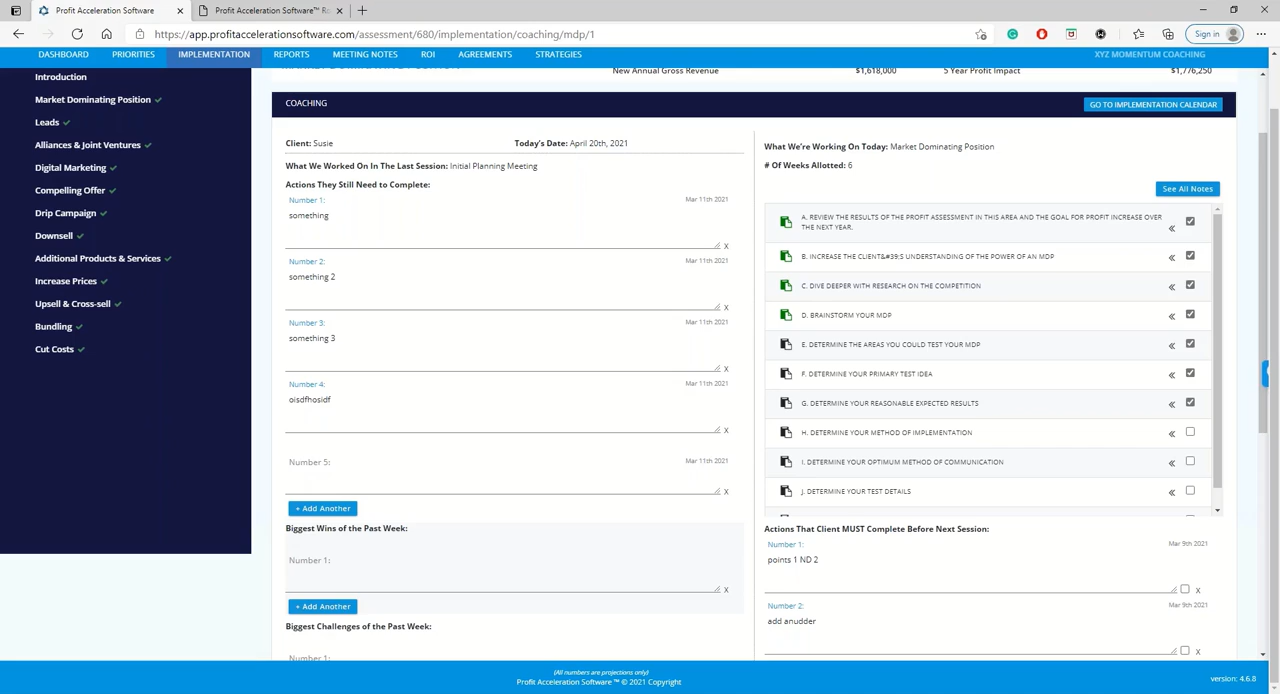 Profit Acceleration Software
Profit Acceleration Software™ R
https://app.profitaccelerationsoftware.com/assessment/680/implementation/coaching/mdp/1
Sign in
DASHBOARD
PRIORITIES
IMPLEMENTATION
REPORTS
MEETING NOTES
ROI
AGREEMENTS
STRATEGIES
XYZ MOMENTUM COACHING
New Annual Gross Revenue
$1,618,000
5 Year Profit Impact
$1,776,250
Introduction
Market Dominating Position
Leads
Alliances & Joint Ventures
Digital Marketing
Compelling Offer
Drip Campaign
Downsell
Additional Products & Services
Increase Prices
Upsell & Cross-sell
Bundling
Cut Costs
COACHING
GO TO IMPLEMENTATION CALENDAR
Client: Susie
Today's Date: April 20th, 2021
What We Worked On In The Last Session: Initial Planning Meeting
Actions They Still Need to Complete:
Number 1:
Mar 11th 2021
something
X
Number 2:
Mar 11th 2021
something 2
X
Number 3:
Mar 11th 2021
something 3
X
Number 4:
Mar 11th 2021
oisdfhosidf
X
Number 5:
Mar 11th 2021
X
+ Add Another
Biggest Wins of the Past Week:
Number 1:
X
+ Add Another
Biggest Challenges of the Past Week:
Number 1:
What We're Working On Today: Market Dominating Position
# Of Weeks Allotted: 6
See All Notes
A. REVIEW THE RESULTS OF THE PROFIT ASSESSMENT IN THIS AREA AND THE GOAL FOR PROFIT INCREASE OVER
THE NEXT YEAR.
B. INCREASE THE CLIENT&#39;S UNDERSTANDING OF THE POWER OF AN MDP
C. DIVE DEEPER WITH RESEARCH ON THE COMPETITION
D. BRAINSTORM YOUR MDP
E. DETERMINE THE AREAS YOU COULD TEST YOUR MDP
F. DETERMINE YOUR PRIMARY TEST IDEA
G. DETERMINE YOUR REASONABLE EXPECTED RESULTS
H. DETERMINE YOUR METHOD OF IMPLEMENTATION
I. DETERMINE YOUR OPTIMUM METHOD OF COMMUNICATION
J. DETERMINE YOUR TEST DETAILS
Actions That Client MUST Complete Before Next Session:
Number 1:
Mar 9th 2021
points 1 ND 2
X
Number 2:
Mar 9th 2021
add anudder
X
(All numbers are projections only)
Profit Acceleration Software ™ © 2021 Copyright
version: 4.6.8